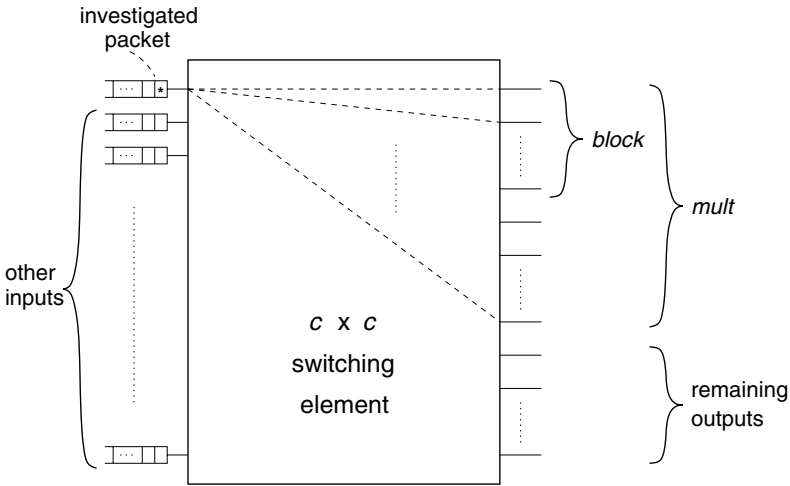 investigated
packet
*
block
mult
other
inputs
c x c
switching
element
remaining
outputs